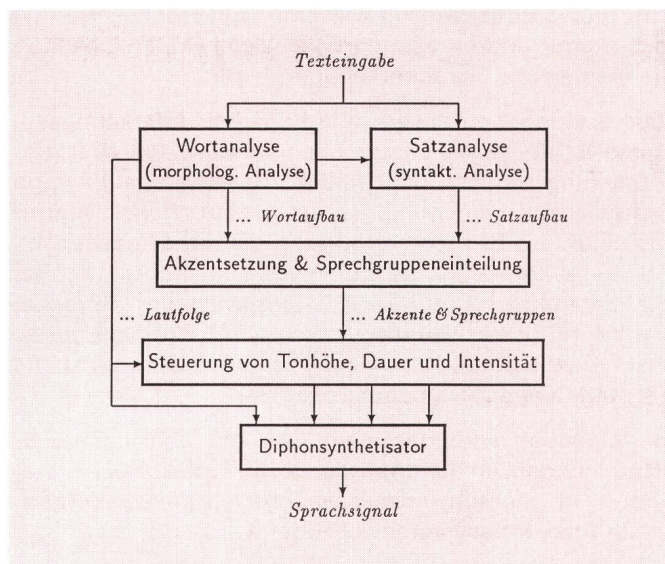 Texteingabe
Wortanalyse
(morpholog. Analyse)
Satzanalyse
(syntakt. Analyse)
... Wortaufbau
... Satzaufbau
Akzentsetzung & Sprechgruppeneinteilung
... Lautfolge
... Akzente & Sprechgruppen
Steuerung von Tonhöhe, Dauer und Intensität
Diphonsynthetisator
Sprachsignal